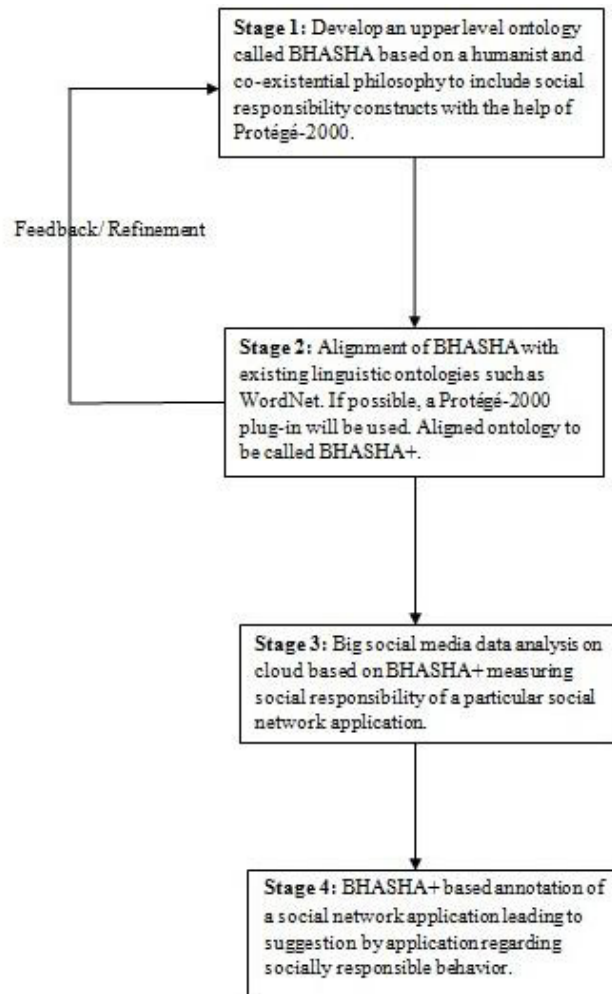 Stage 1: Develop an upper level ontology
called BHASHA based on a humanist and
co-existential philosophy to include social
responsibility constructs with the help of
Protégé-2000.
Feedback/ Refinement
Stage 2: Alignment of BHASHA with
existing linguistic ontologies such as
WordNet. If possible, a Protégé-2000
plug-in will be used. Aligned ontology to
be called BHASHA+.
Stage 3: Big social media data analysis on
cloud based on BHASHA+ measuring
social responsibility of a particular social
network application.
Stage 4: BHASHA+ based annotation of
a social network application leading to
suggestion by application regarding
socially responsible behavior.